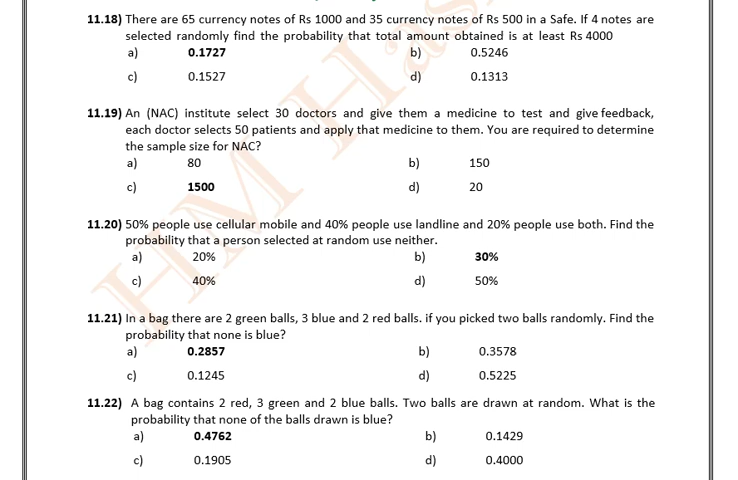 11.18) There are 65 currency notes of Rs 1000 and 35 currency notes of Rs 500 in a Safe. If 4 notes are
selected randomly find the probability that total amount obtained is at least Rs 4000
a) 0.1727 b) 0.5246
c) 0.1527 d) 0.1313
11.19) An (NAC) institute select 30 doctors and give them a medicine to test and give feedback,
each doctor selects 50 patients and apply that medicine to them. You are required to determine
the sample size for NAC?
a) 80 b) 150
c) 1500 d) 20
11.20) 50% people use cellular mobile and 40% people use landline and 20% people use both. Find the
probability that a person selected at random use neither.
a) 20% b) 30%
c) 40% d) 50%
11.21) In a bag there are 2 green balls, 3 blue and 2 red balls. if you picked two balls randomly. Find the
probability that none is blue?
a) 0.2857 b) 0.3578
c) 0.1245 d) 0.5225
11.22) A bag contains 2 red, 3 green and 2 blue balls. Two balls are drawn at random. What is the
probability that none of the balls drawn is blue?
a) 0.4762 b) 0.1429
c) 0.1905 d) 0.4000
HM Has